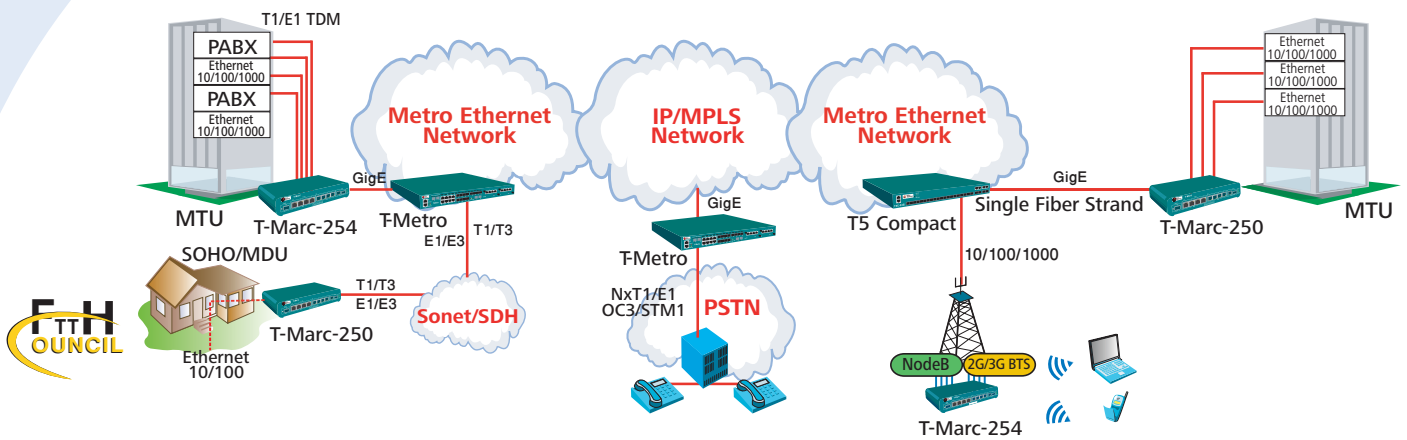 T1/E1 TDM
PABX
Ethernet
10/100/1000
PABX
Ethernet
10/100/1000
MTU
GigE
T-Marc-254
Metro Ethernet
Network
T-Metro
E1/E3
T1/T3
SOHO/MDU
FTTH
COUNCIL
Ethernet
10/100
T-Marc-250
T1/T3
E1/E3
Sonet/SDH
IP/MPLS
Network
GigE
T-Metro
NxT1/E1
OC3/STM1
PSTN
Metro Ethernet
Network
T5 Compact
GigE
Single Fiber Strand
10/100/1000
NodeB
2G/3G BTS
T-Marc-254
Ethernet
10/100/1000
Ethernet
10/100/1000
Ethernet
10/100/1000
T-Marc-250
MTU